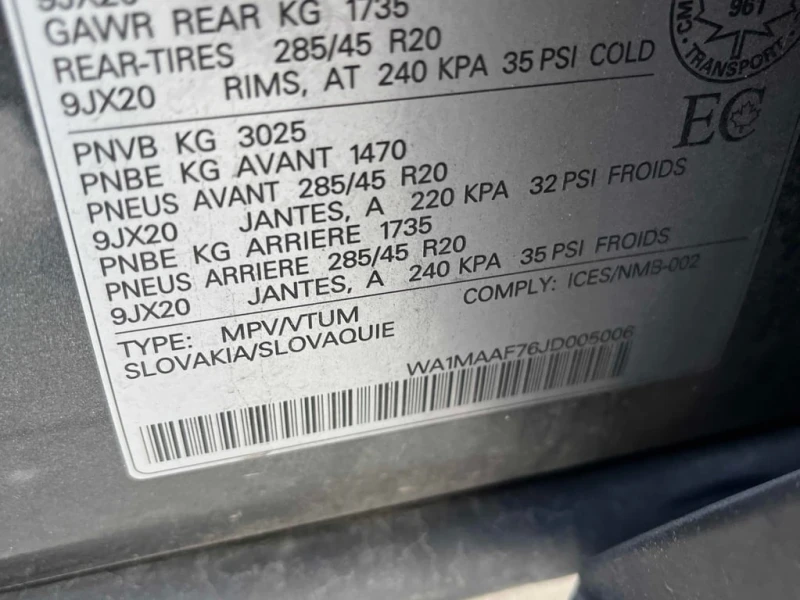 9JX20
GAWR REAR KG 1735
REAR-TIRES 285/45 R20
9JX20 RIMS, AT 240 KPA 35 PSI COLD
961
TRANSPORT
EC
PNVB KG 3025
PNBE KG AVANT 1470
PNEUS AVANT 285/45 R20
9JX20 JANTES, A 220 KPA 32 PSI FROIDS
PNBE KG ARRIERE 1735
PNEUS ARRIERE 285/45 R20
9JX20 JANTES, A 240 KPA 35 PSI FROIDS
TYPE: MPV/VTUM COMPLY: ICES/NMB-002
SLOVAKIA/SLOVAQUIE
WA1MAAF76JD005006